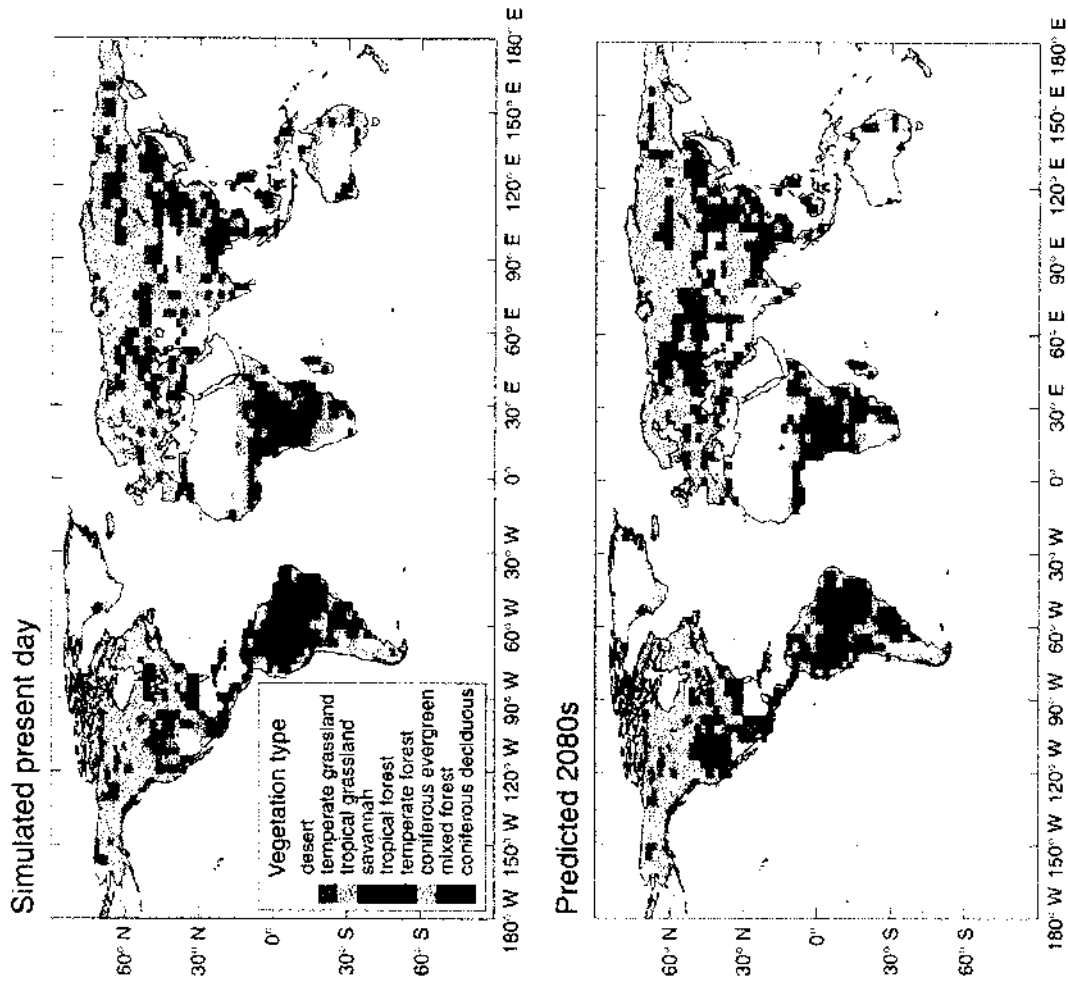 Simulated present day
60° N
30° N
0°
30° S
60° S
Vegetation type
desert
temperate grassland
tropical grassland
savannah
tropical forest
temperate forest
coniferous evergreen
mixed forest
coniferous deciduous
180° W 150° W 120° W 90° W 60° W 30° W 0° 30° E 60° E 90° E 120° E 150° E 180° E
Predicted 2080s
60° N
30° N
0°
30° S
60° S
180° W 150° W 120° W 90° W 60° W 30° W 0° 30° E 60° E 90° E 120° E 150° E 180° E